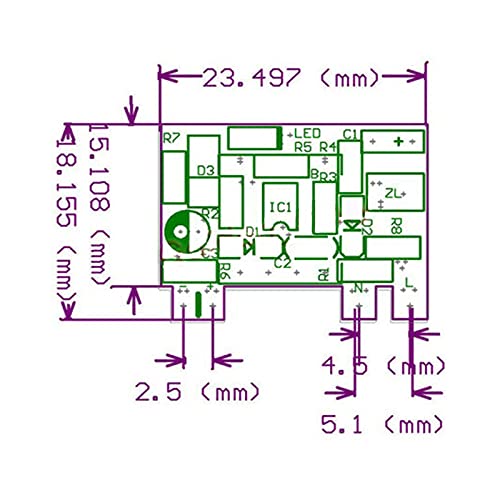 23.497 (mm)
15.108 (mm)
18.155 (mm)
R7
LED
R5 R4
C1
+
D3
B
R3
ZL
R2
IC1
D1
D2
R8
C3
R6
C2
R1
- +
N
L
2.5 (mm)
4.5 (mm)
5.1 (mm)